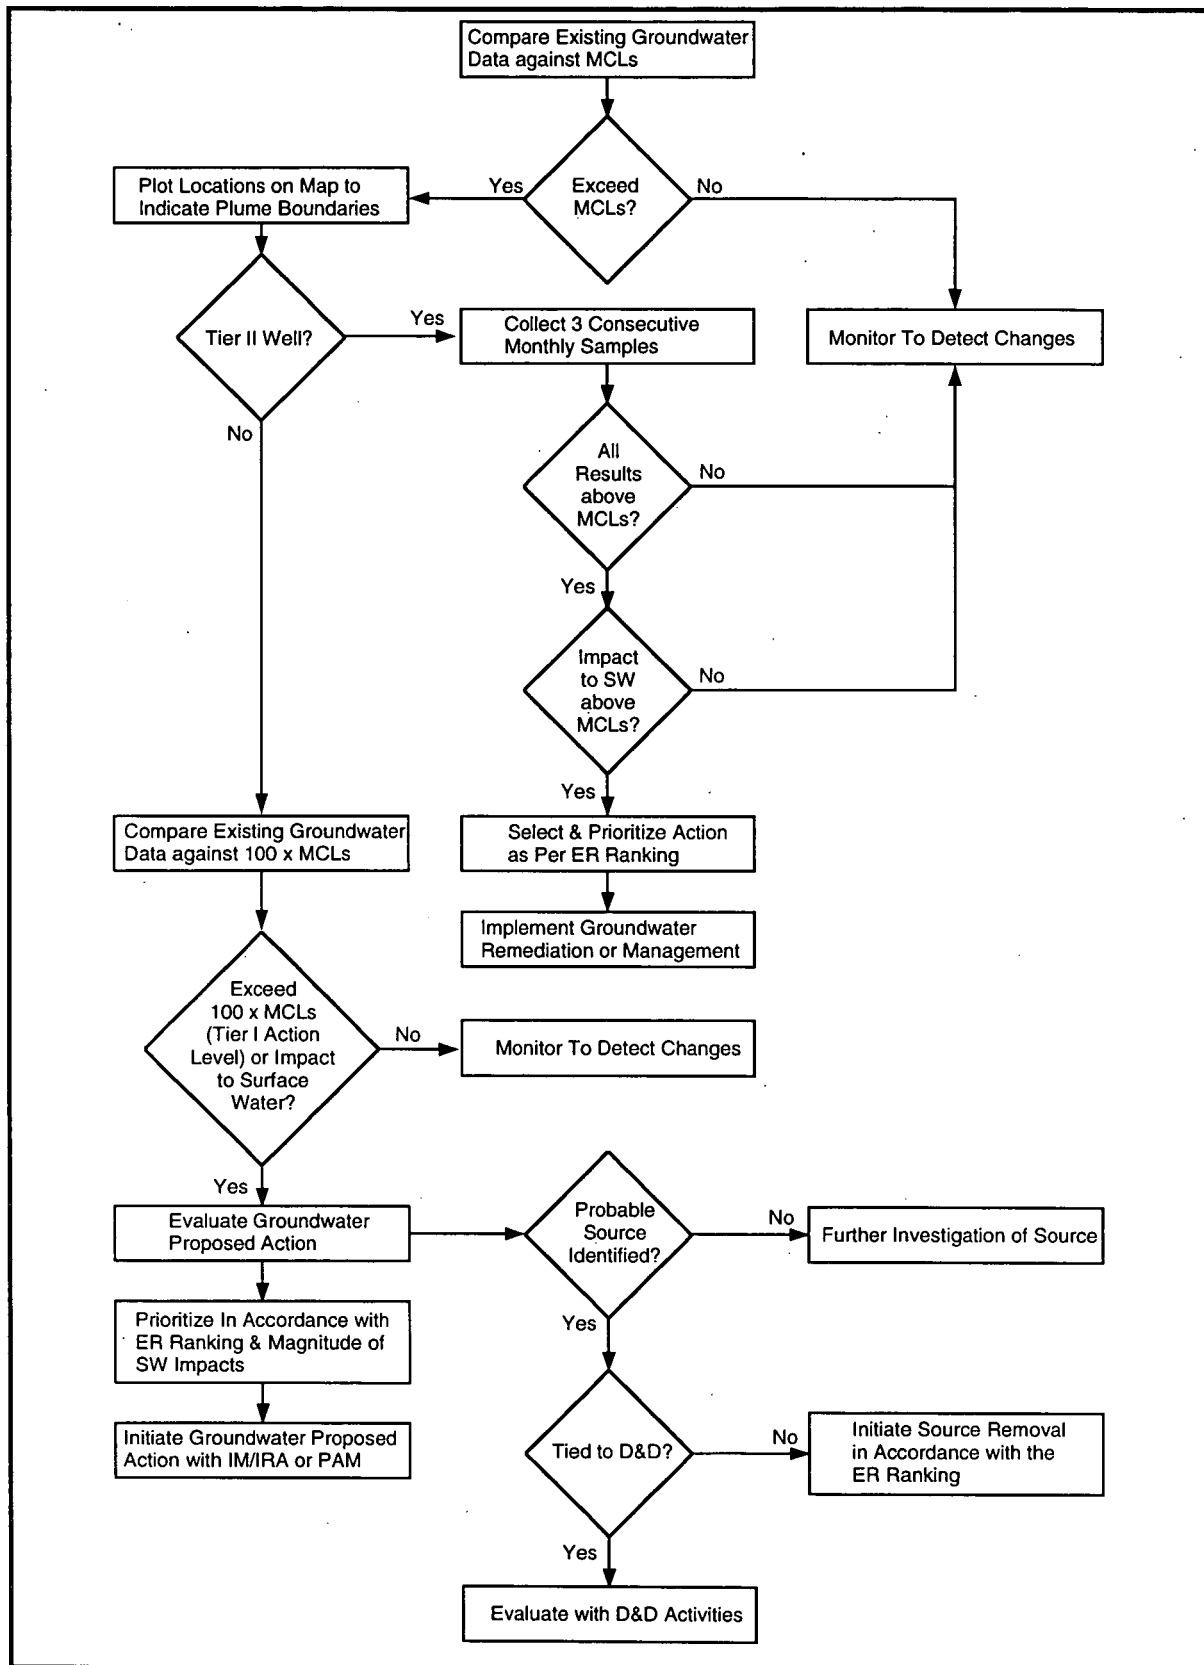 Compare Existing Groundwater
Data against MCLs
Exceed
MCLs?
Yes
No
Plot Locations on Map to
Indicate Plume Boundaries
Tier II Well?
Yes
No
Collect 3 Consecutive
Monthly Samples
Monitor To Detect Changes
All
Results
above
MCLs?
No
Yes
Impact
to SW
above
MCLs?
No
Yes
Select & Prioritize Action
as Per ER Ranking
Implement Groundwater
Remediation or Management
Compare Existing Groundwater
Data against 100 x MCLs
Exceed
100 x MCLs
(Tier I Action
Level) or Impact
to Surface
Water?
No
Monitor To Detect Changes
Yes
Evaluate Groundwater
Proposed Action
Probable
Source
Identified?
No
Further Investigation of Source
Yes
Prioritize In Accordance with
ER Ranking & Magnitude of
SW Impacts
Initiate Groundwater Proposed
Action with IM/IRA or PAM
Tied to D&D?
No
Initiate Source Removal
in Accordance with the
ER Ranking
Yes
Evaluate with D&D Activities